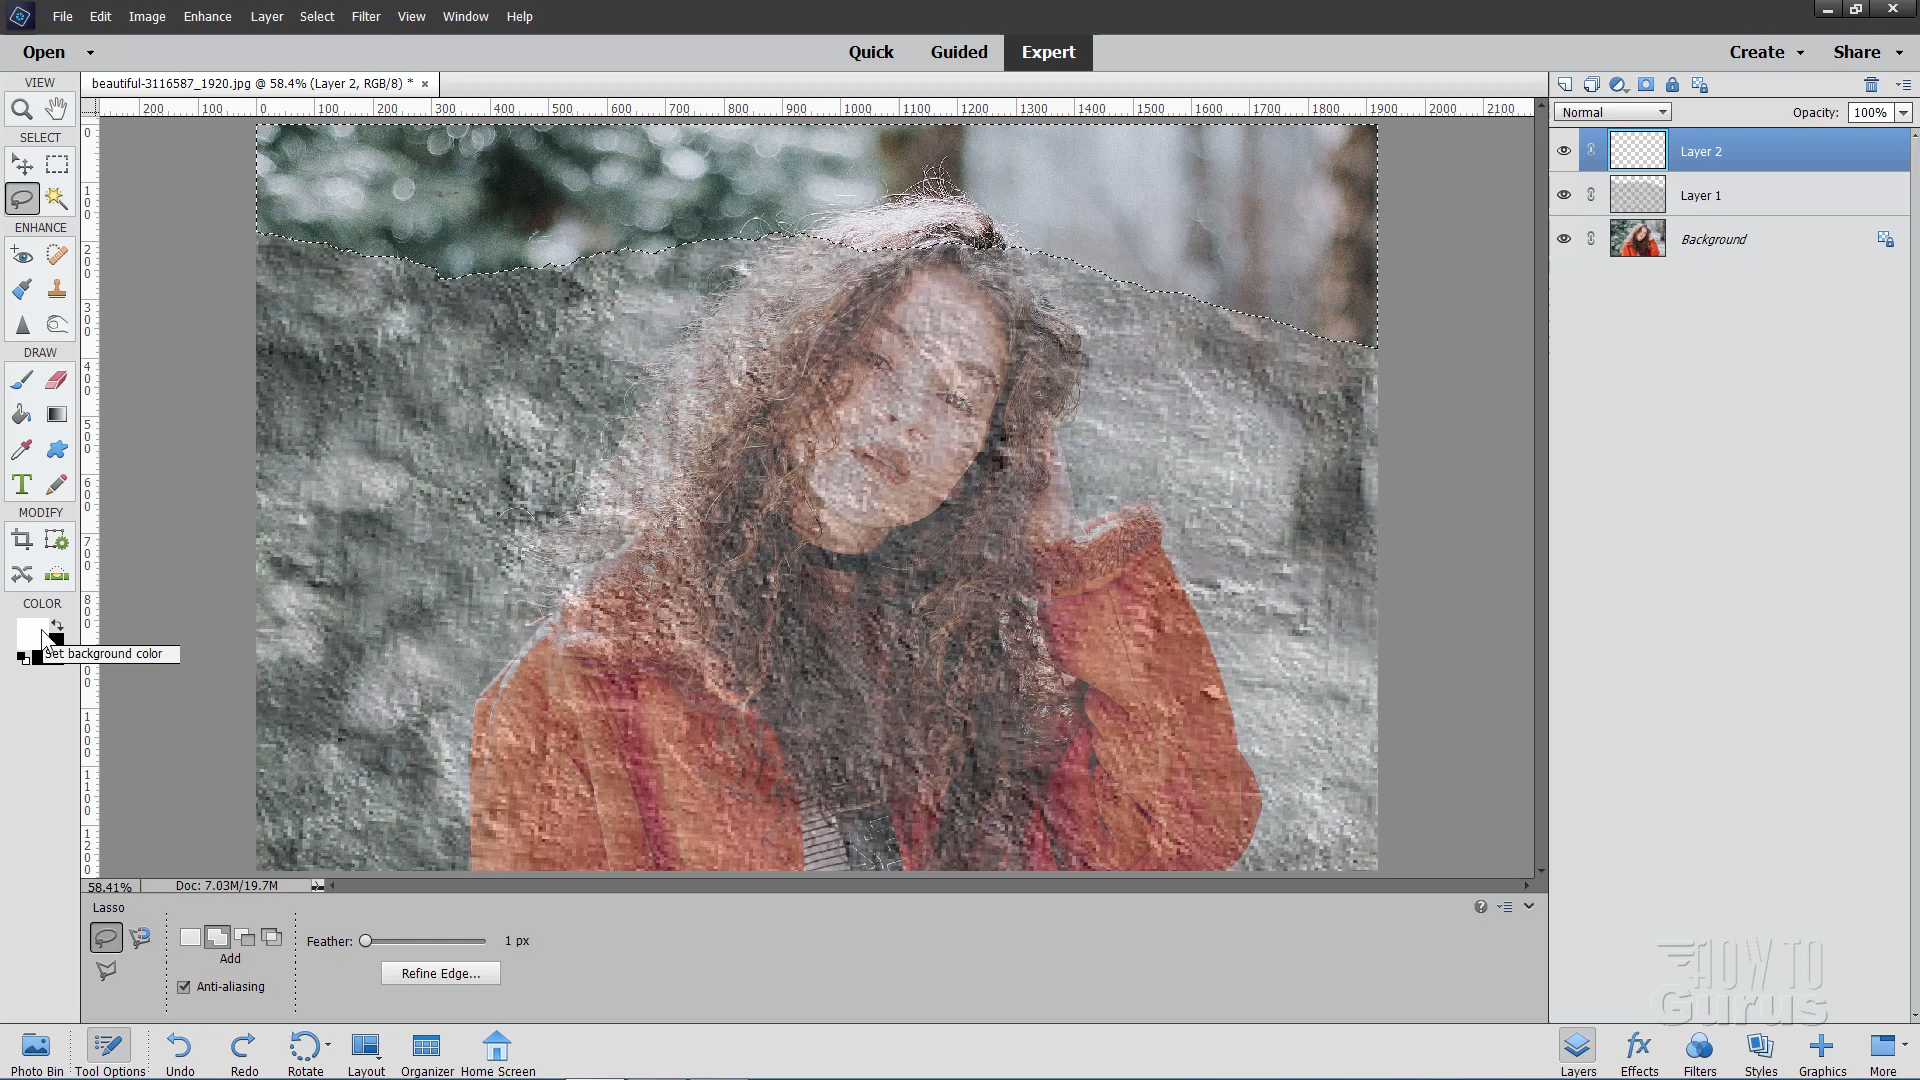 File Edit Image Enhance Layer Select Filter View Window Help
Open Quick Guided Expert Create Share
VIEW
beautiful-3116587_1920.jpg @ 58.4% (Layer 2, RGB/8) * ×
200 100 0 100 200 300 400 500 600 700 800 900 1000 1100 1200 1300 1400 1500 1600 1700 1800 1900 2000 2100
Normal Opacity: 100%
SELECT
Layer 2
Layer 1
ENHANCE
Background
DRAW
T
MODIFY
COLOR
Set background color
0
100
200
300
400
500
600
700
800
00
1000
1100
1200
58.41% Doc: 7.03M/19.7M
Lasso
Feather: 1 px
Add
Refine Edge...
Anti-aliasing
HOW TO
Gurus
Photo Bin Tool Options Undo Redo Rotate Layout Organizer Home Screen
fx
Layers Effects Filters Styles Graphics More